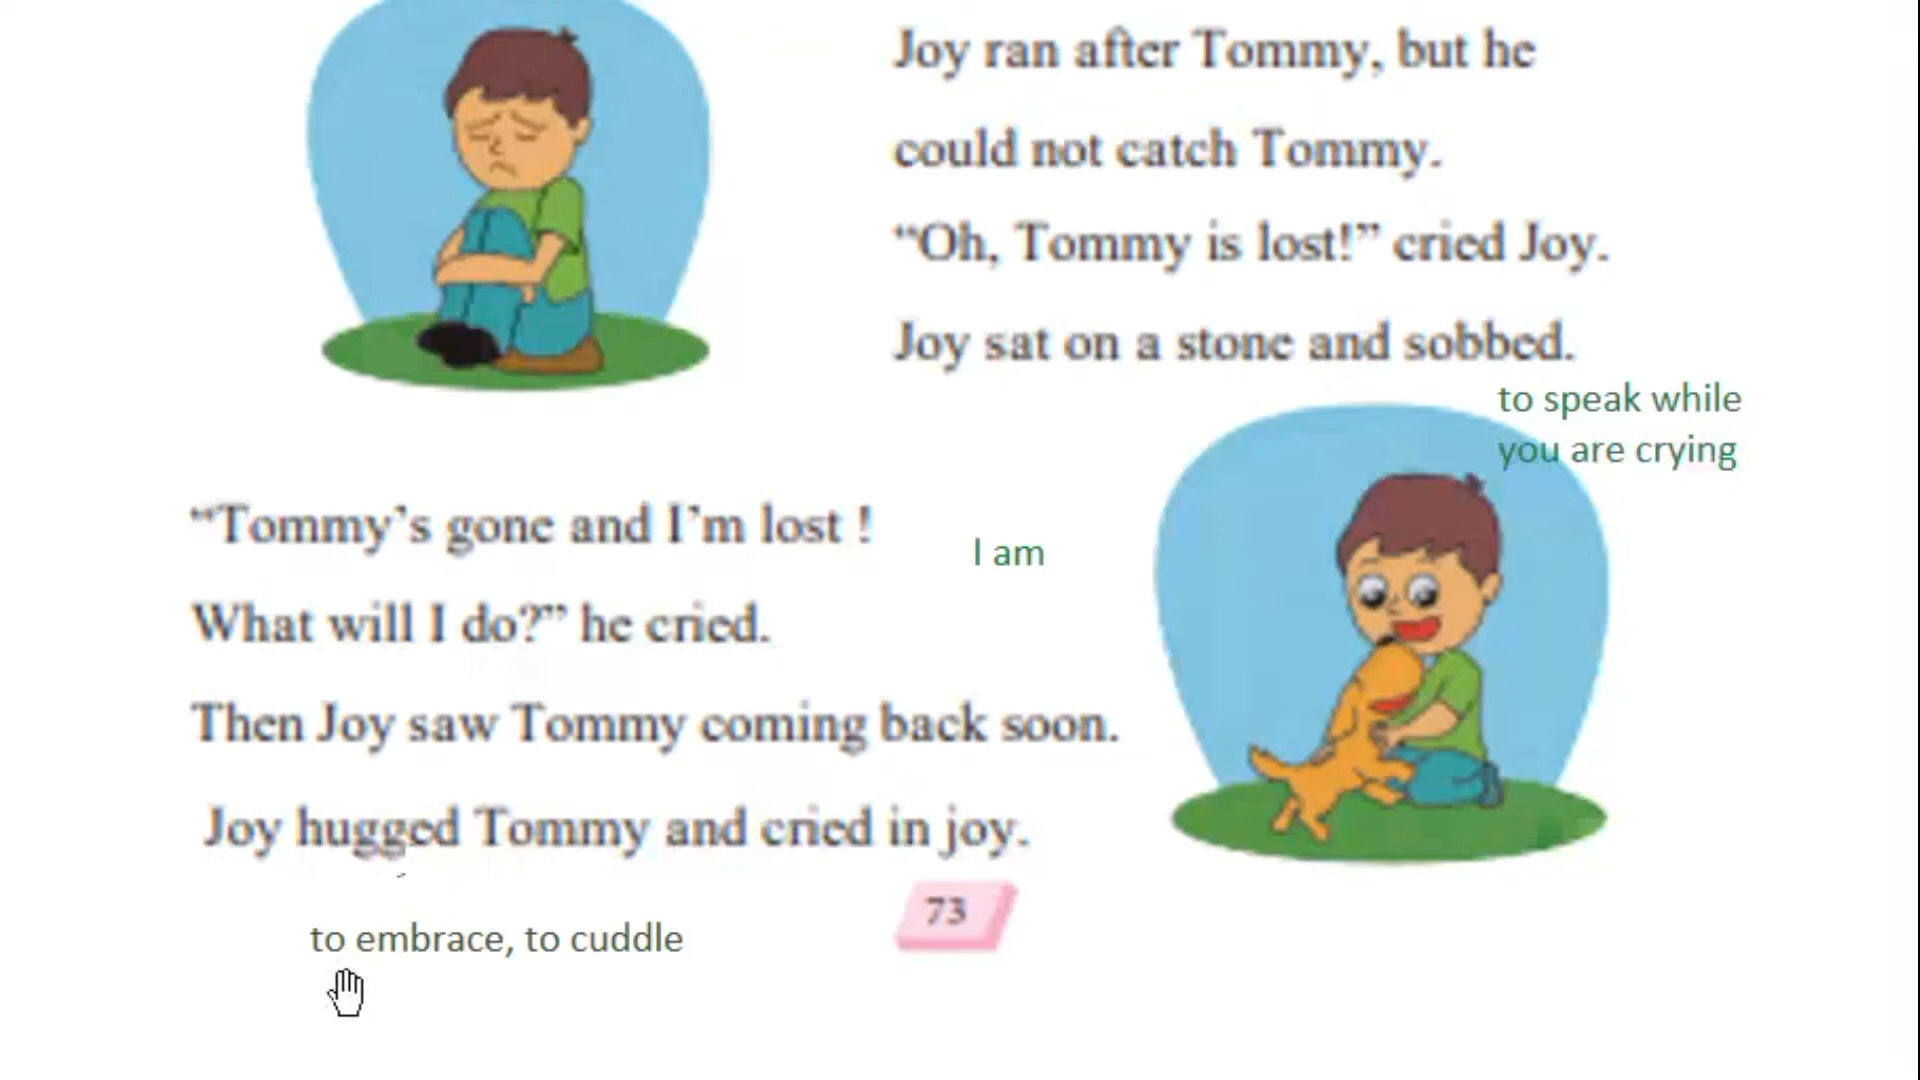 Joy ran after Tommy, but he
could not catch Tommy.
“Oh, Tommy is lost!” cried Joy.
Joy sat on a stone and sobbed.
to speak while
you are crying
“Tommy’s gone and I’m lost !
I am
What will I do?” he cried.
Then Joy saw Tommy coming back soon.
Joy hugged Tommy and cried in joy.
to embrace, to cuddle
73